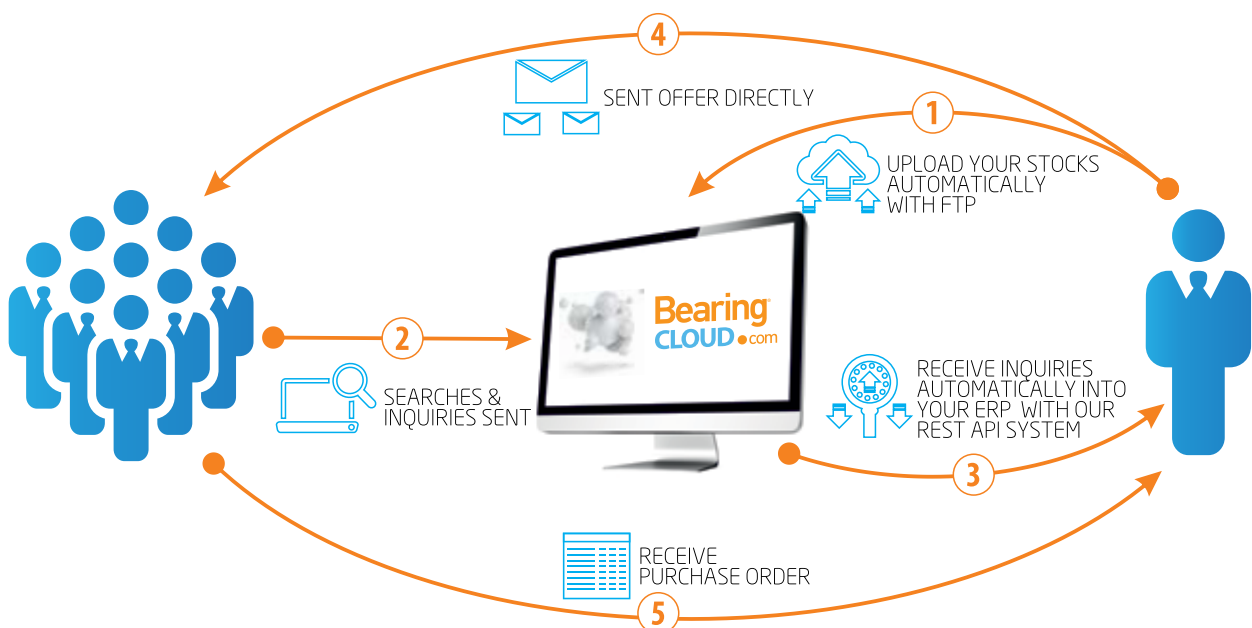 4
SENT OFFER DIRECTLY
1
UPLOAD YOUR STOCKS
AUTOMATICALLY
WITH FTP
Bearing
CLOUD.com
2
SEARCHES &
INQUIRIES SENT
RECEIVE INQUIRIES
AUTOMATICALLY INTO
YOUR ERP WITH OUR
REST API SYSTEM
3
RECEIVE
PURCHASE ORDER
5